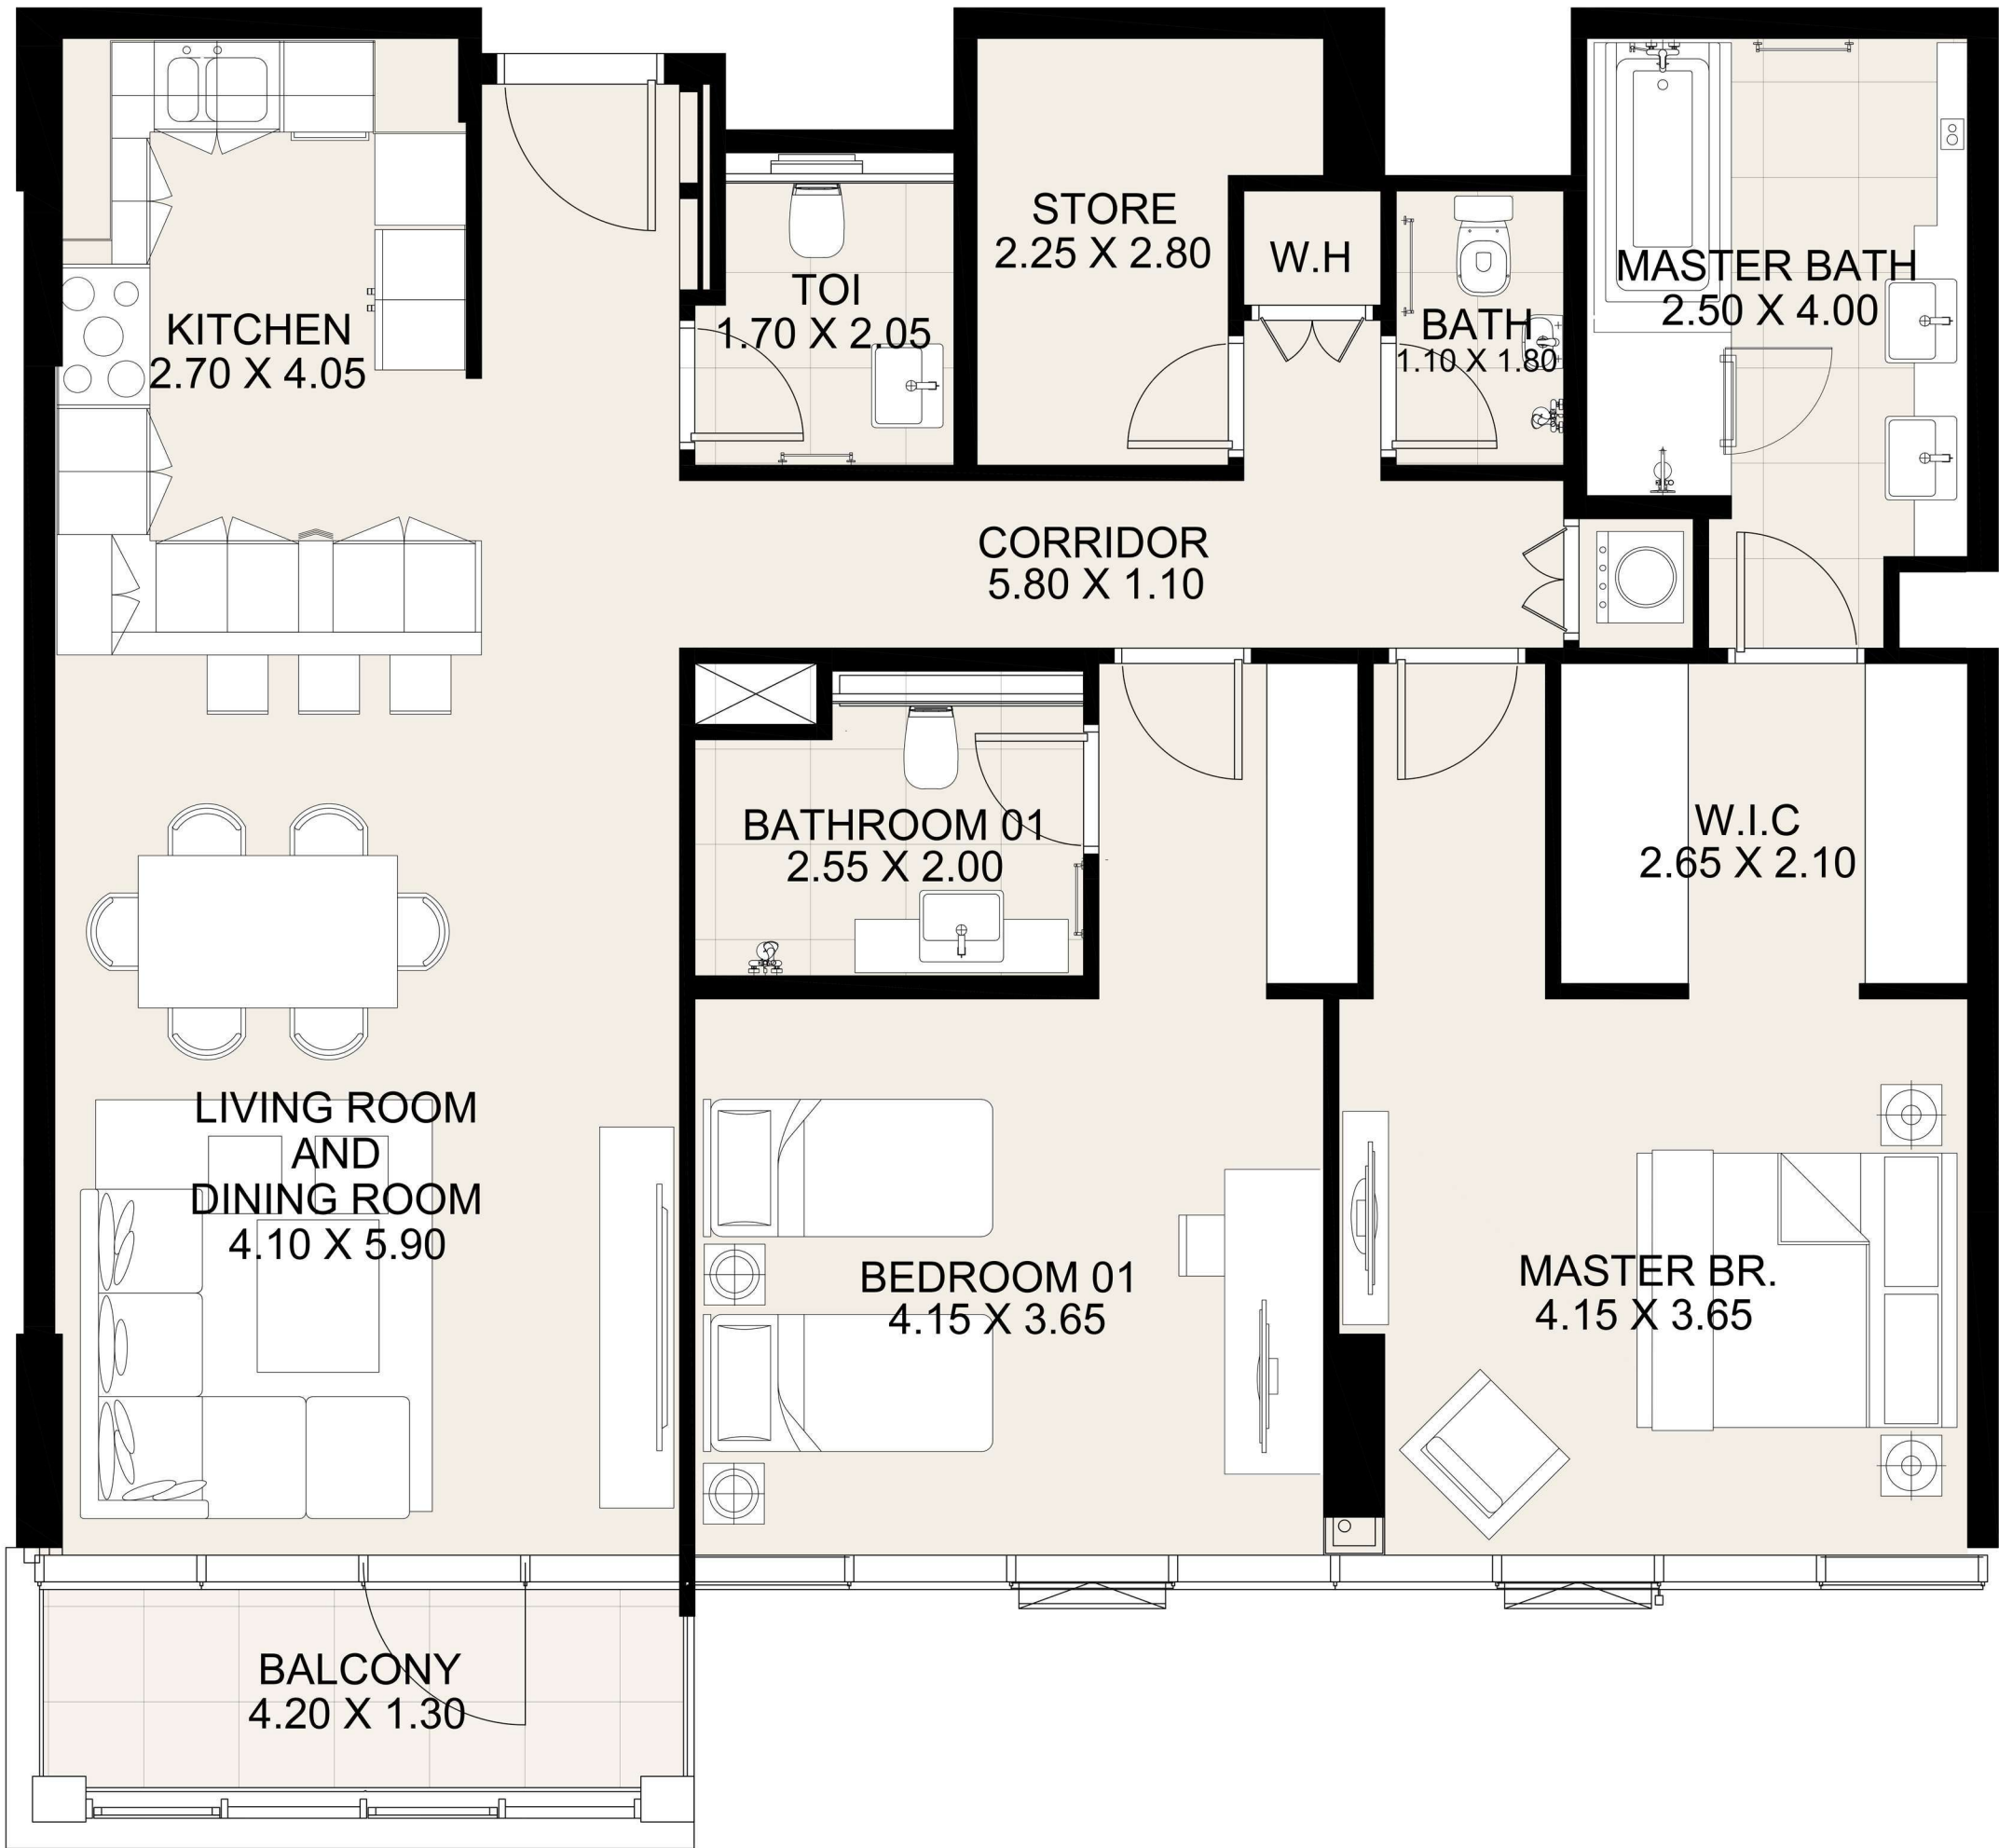 STORE
2.25 X 2.80
W.H
MASTER BATH
2.50 X 4.00
TOI
1.70 X 2.05
BATH
1.10 X 1.80
KITCHEN
2.70 X 4.05
CORRIDOR
5.80 X 1.10
BATHROOM 01
2.55 X 2.00
W.I.C
2.65 X 2.10
LIVING ROOM
AND
DINING ROOM
4.10 X 5.90
BEDROOM 01
4.15 X 3.65
MASTER BR.
4.15 X 3.65
BALCONY
4.20 X 1.30